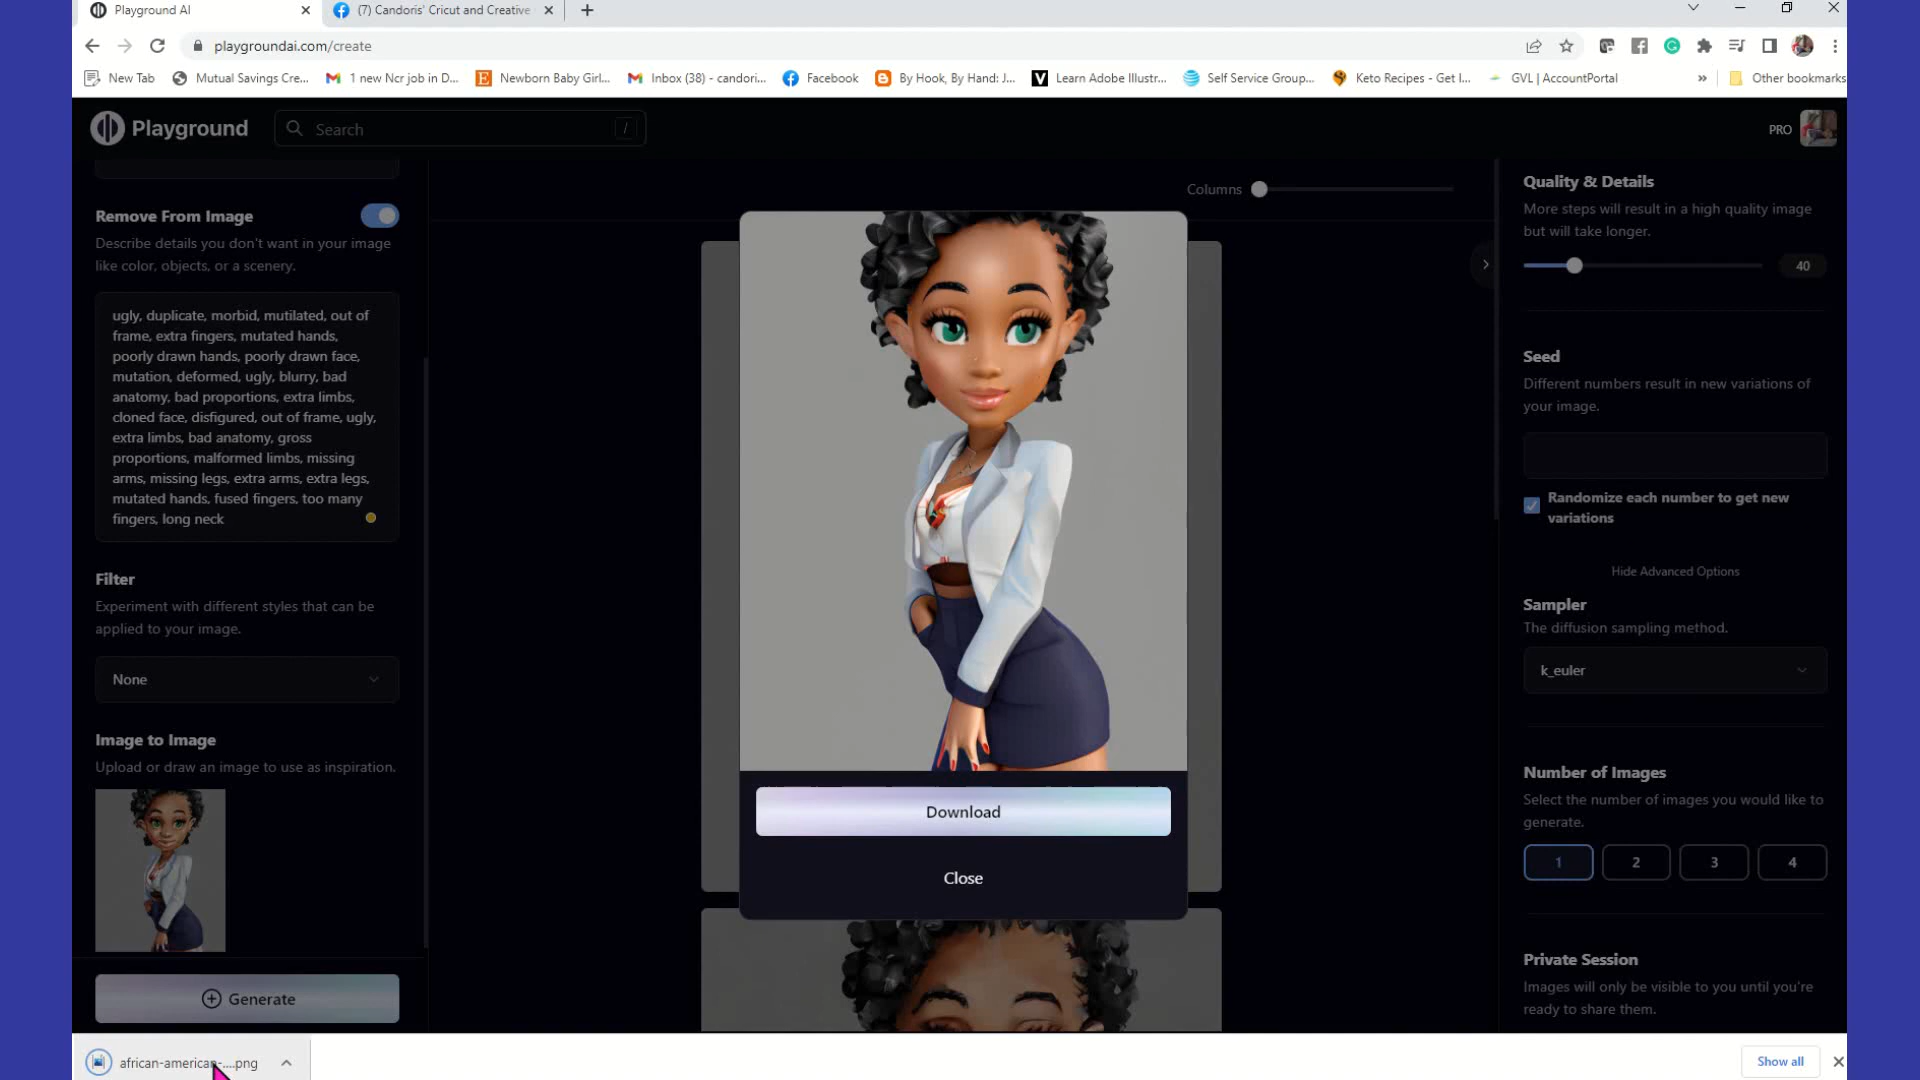 Playground AI
(7) Candoris' Cricut and Creative
playgroundai.com/create
New Tab
Mutual Savings Cre...
1 new Ncr job in D...
Newborn Baby Girl...
Inbox (38) - candori...
Facebook
By Hook, By Hand: J...
Learn Adobe Illustr...
Self Service Group...
Keto Recipes - Get I...
GVL | AccountPortal
»
Other bookmarks
Playground
Search
/
PRO
Remove From Image
Describe details you don't want in your image
like color, objects, or a scenery.
ugly, duplicate, morbid, mutilated, out of
frame, extra fingers, mutated hands,
poorly drawn hands, poorly drawn face,
mutation, deformed, ugly, blurry, bad
anatomy, bad proportions, extra limbs,
cloned face, disfigured, out of frame, ugly,
extra limbs, bad anatomy, gross
proportions, malformed limbs, missing
arms, missing legs, extra arms, extra legs,
mutated hands, fused fingers, too many
fingers, long neck
Filter
Experiment with different styles that can be
applied to your image.
None
Image to Image
Upload or draw an image to use as inspiration.
Generate
Columns
Download
Close
Quality & Details
More steps will result in a high quality image
but will take longer.
40
Seed
Different numbers result in new variations of
your image.
Randomize each number to get new
variations
Hide Advanced Options
Sampler
The diffusion sampling method.
k_euler
Number of Images
Select the number of images you would like to
generate.
1
2
3
4
Private Session
Images will only be visible to you until you're
ready to share them.
african-american-....png
Show all